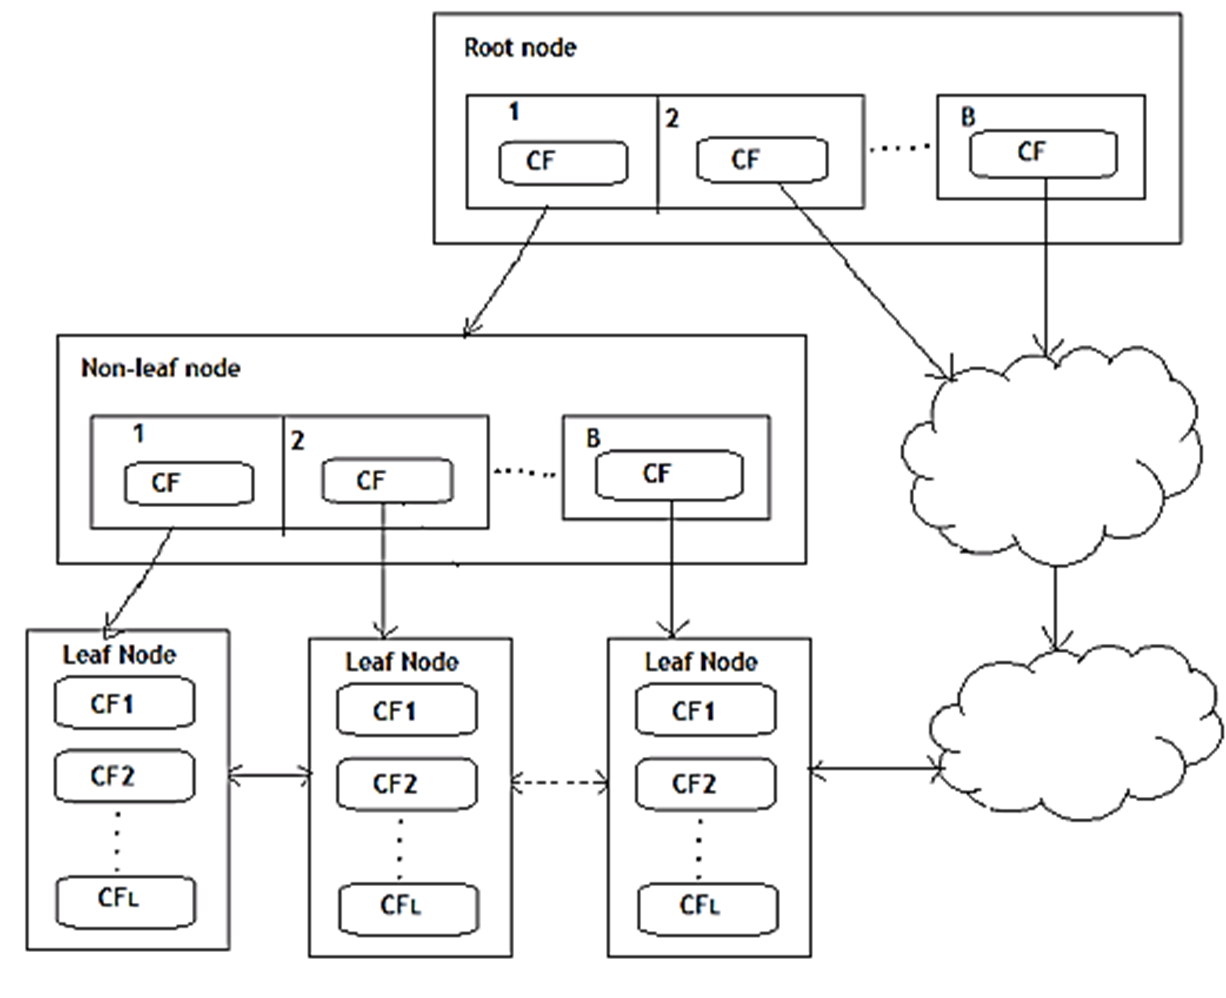 Root node
1
2
B
CF
CF
CF
Non-leaf node
1
2
B
CF
CF
CF
Leaf Node
CF1
CF2
CFL
Leaf Node
CF1
CF2
CFL
Leaf Node
CF1
CF2
CFL